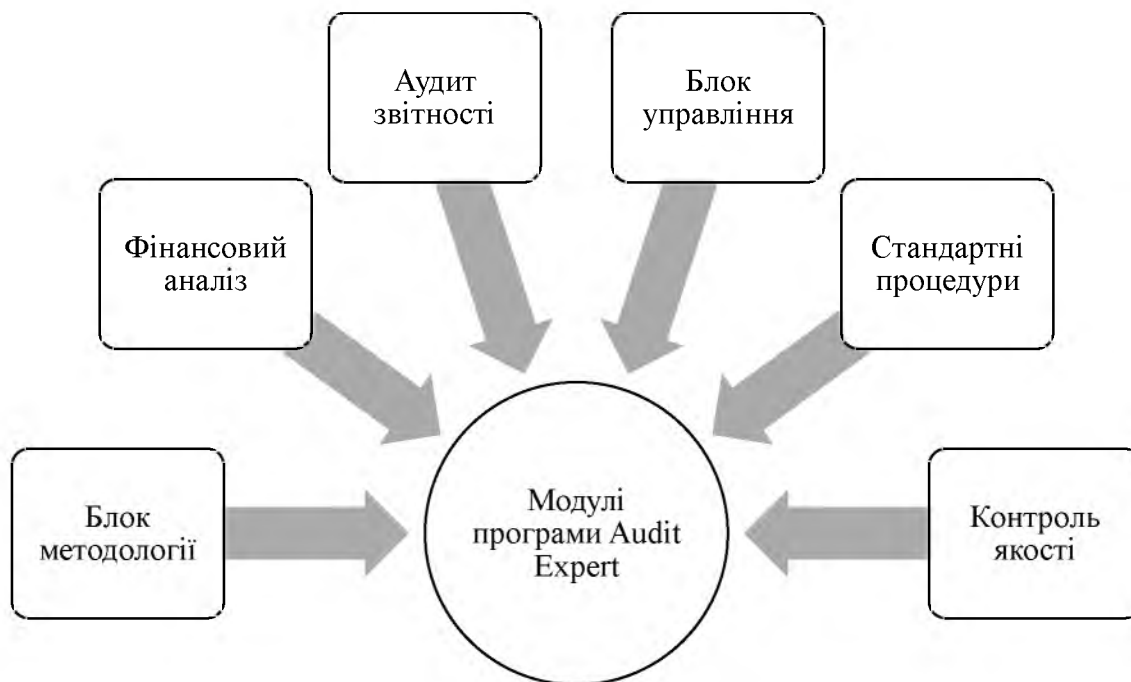 Аудит
звітності
Блок
управління
Фінансовий
аналіз
Стандартні
процедури
Блок
методології
Модулі
програми Audit
Expert
Контроль
якості